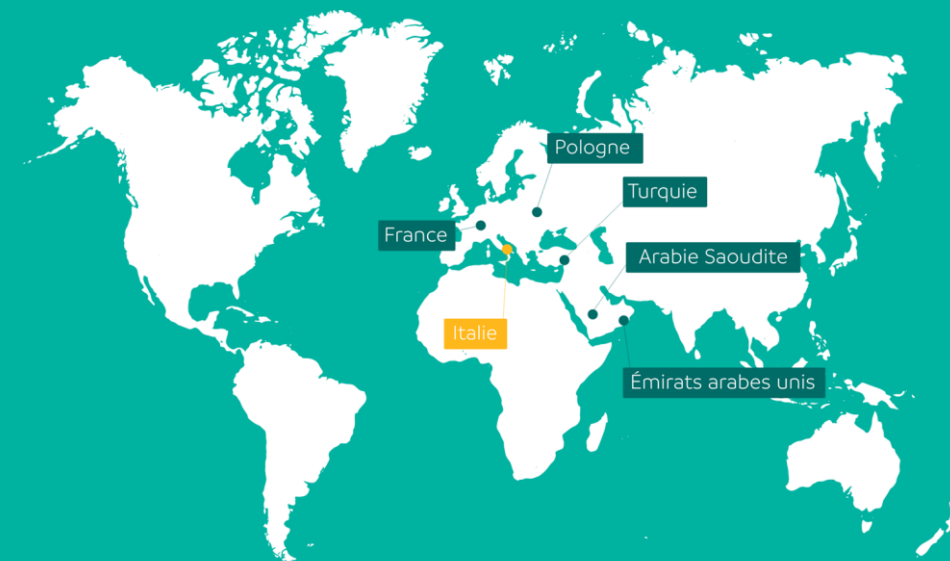 Pologne
Turquie
France
Arabie Saoudite
Italie
Émirats arabes unis